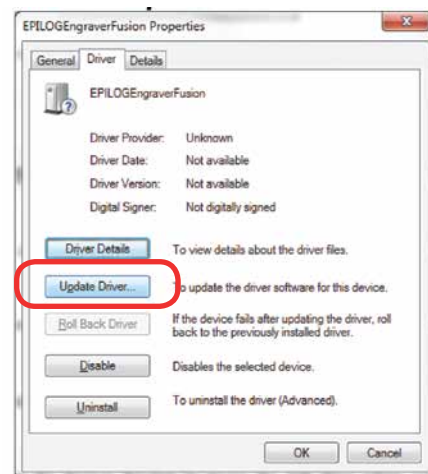 EPILOGEngraverFusion Properties
General Driver Details
EPILOGEngraverFusion
Driver Provider: Unknown
Driver Date: Not available
Driver Version: Not available
Digital Signer: Not digitally signed
Driver Details To view details about the driver files.
Update Driver... To update the driver software for this device.
Roll Back Driver If the device fails after updating the driver, roll
back to the previously installed driver.
Disable Disables the selected device.
Uninstall To uninstall the driver (Advanced).
OK Cancel